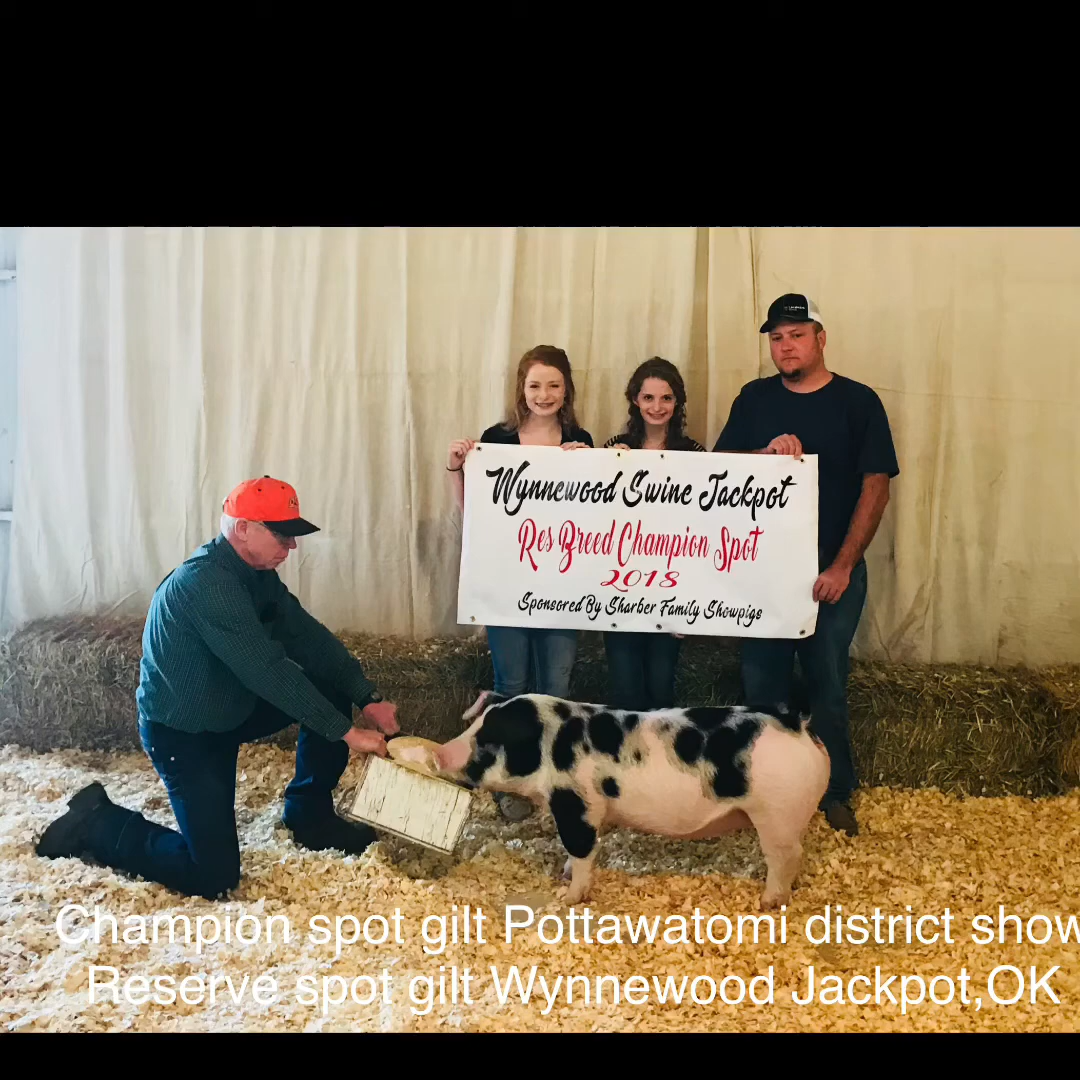 Wynnewood Swine Jackpot
Res Breed Champion Spot
2018
Sponsored By Sharber Family Showpigs
Champion spot gilt Pottawatomi district show
Reserve spot gilt Wynnewood Jackpot,OK